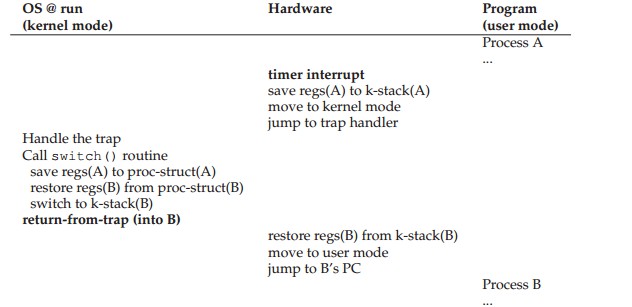 OS @ run Hardware Program
(kernel mode) (user mode)
Process A
...
timer interrupt
save regs(A) to k-stack(A)
move to kernel mode
jump to trap handler
Handle the trap
Call switch() routine
save regs(A) to proc-struct(A)
restore regs(B) from proc-struct(B)
switch to k-stack(B)
return-from-trap (into B)
restore regs(B) from k-stack(B)
move to user mode
jump to B's PC
Process B
...